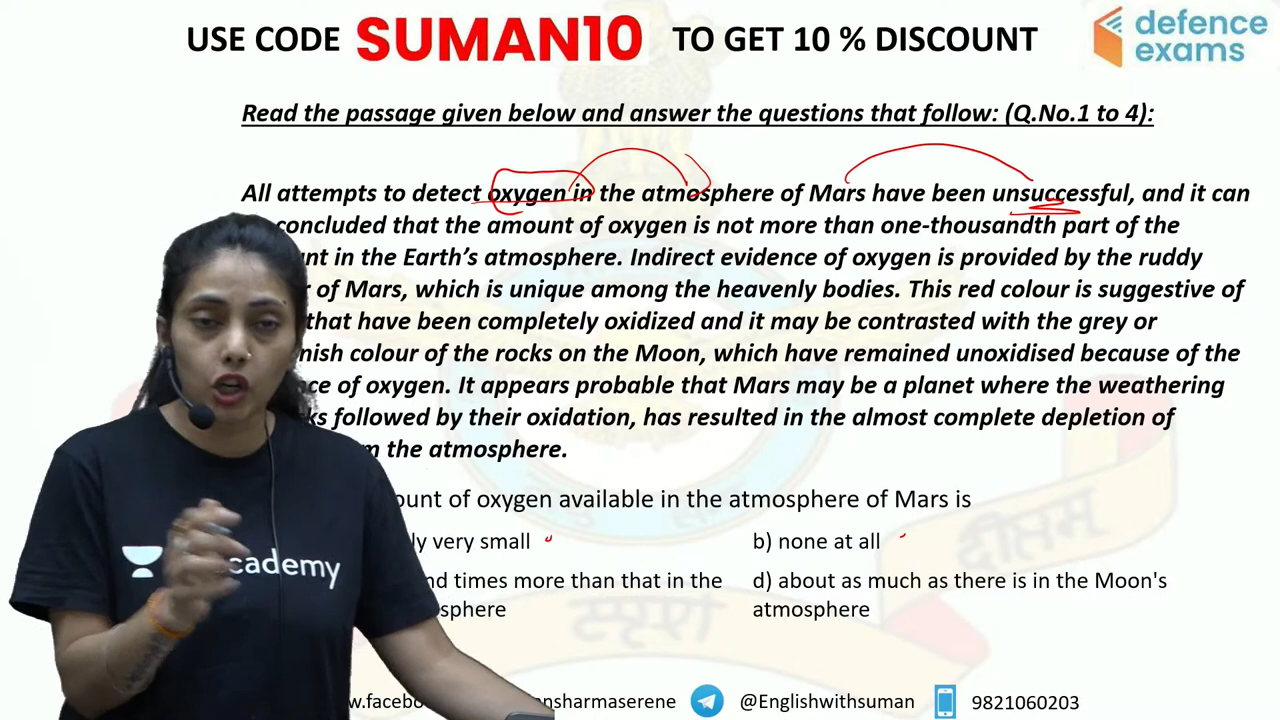 USE CODE SUMAN10 TO GET 10 % DISCOUNT
defence exams
Read the passage given below and answer the questions that follow: (Q.No.1 to 4):
All attempts to detect oxygen in the atmosphere of Mars have been unsuccessful, and it can
concluded that the amount of oxygen is not more than one-thousandth part of the
in the Earth’s atmosphere. Indirect evidence of oxygen is provided by the ruddy
of Mars, which is unique among the heavenly bodies. This red colour is suggestive of
that have been completely oxidized and it may be contrasted with the grey or
colour of the rocks on the Moon, which have remained unoxidised because of the
of oxygen. It appears probable that Mars may be a planet where the weathering
followed by their oxidation, has resulted in the almost complete depletion of
the atmosphere.
of oxygen available in the atmosphere of Mars is
very small
b) none at all
times more than that in the
d) about as much as there is in the Moon's
atmosphere
academy
दीप्तम्
स्पृश
@Englishwithsuman
9821060203